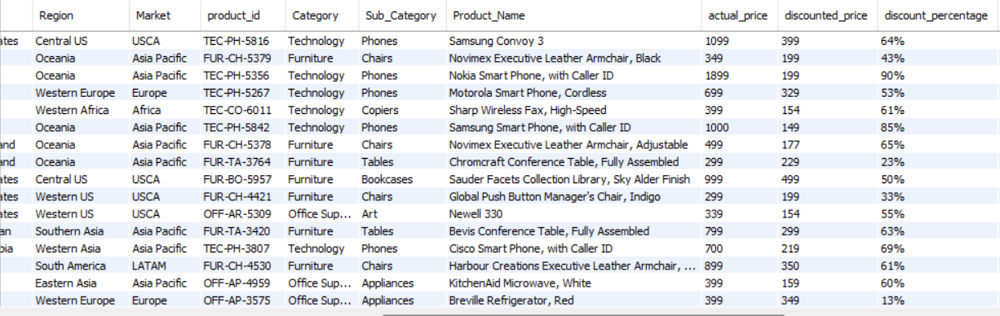 Region Market product_id Category Sub_Category Product_Name actual_price discounted_price discount_percentage
ates Central US USCA TEC-PH-5816 Technology Phones Samsung Convoy 3 1099 399 64%
Oceania Asia Pacific FUR-CH-5379 Furniture Chairs Novimex Executive Leather Armchair, Black 349 199 43%
Oceania Asia Pacific TEC-PH-5356 Technology Phones Nokia Smart Phone, with Caller ID 1899 199 90%
Western Europe Europe TEC-PH-5267 Technology Phones Motorola Smart Phone, Cordless 699 329 53%
Western Africa Africa TEC-CO-6011 Technology Copiers Sharp Wireless Fax, High-Speed 399 154 61%
Oceania Asia Pacific TEC-PH-5842 Technology Phones Samsung Smart Phone, with Caller ID 1000 149 85%
and Oceania Asia Pacific FUR-CH-5378 Furniture Chairs Novimex Executive Leather Armchair, Adjustable 499 177 65%
and Oceania Asia Pacific FUR-TA-3764 Furniture Tables Chromcraft Conference Table, Fully Assembled 299 229 23%
ates Central US USCA FUR-BO-5957 Furniture Bookcases Sauder Facets Collection Library, Sky Alder Finish 999 499 50%
ates Western US USCA FUR-CH-4421 Furniture Chairs Global Push Button Manager's Chair, Indigo 299 199 33%
ates Western US USCA OFF-AR-5309 Office Sup... Art Newell 330 339 154 55%
an Southern Asia Asia Pacific FUR-TA-3420 Furniture Tables Bevis Conference Table, Fully Assembled 799 299 63%
bia Western Asia Asia Pacific TEC-PH-3807 Technology Phones Cisco Smart Phone, with Caller ID 700 219 69%
South America LATAM FUR-CH-4530 Furniture Chairs Harbour Creations Executive Leather Armchair, ... 899 350 61%
Eastern Asia Asia Pacific OFF-AP-4959 Office Sup... Appliances KitchenAid Microwave, White 399 159 60%
Western Europe Europe OFF-AP-3575 Office Sup... Appliances Breville Refrigerator, Red 399 349 13%